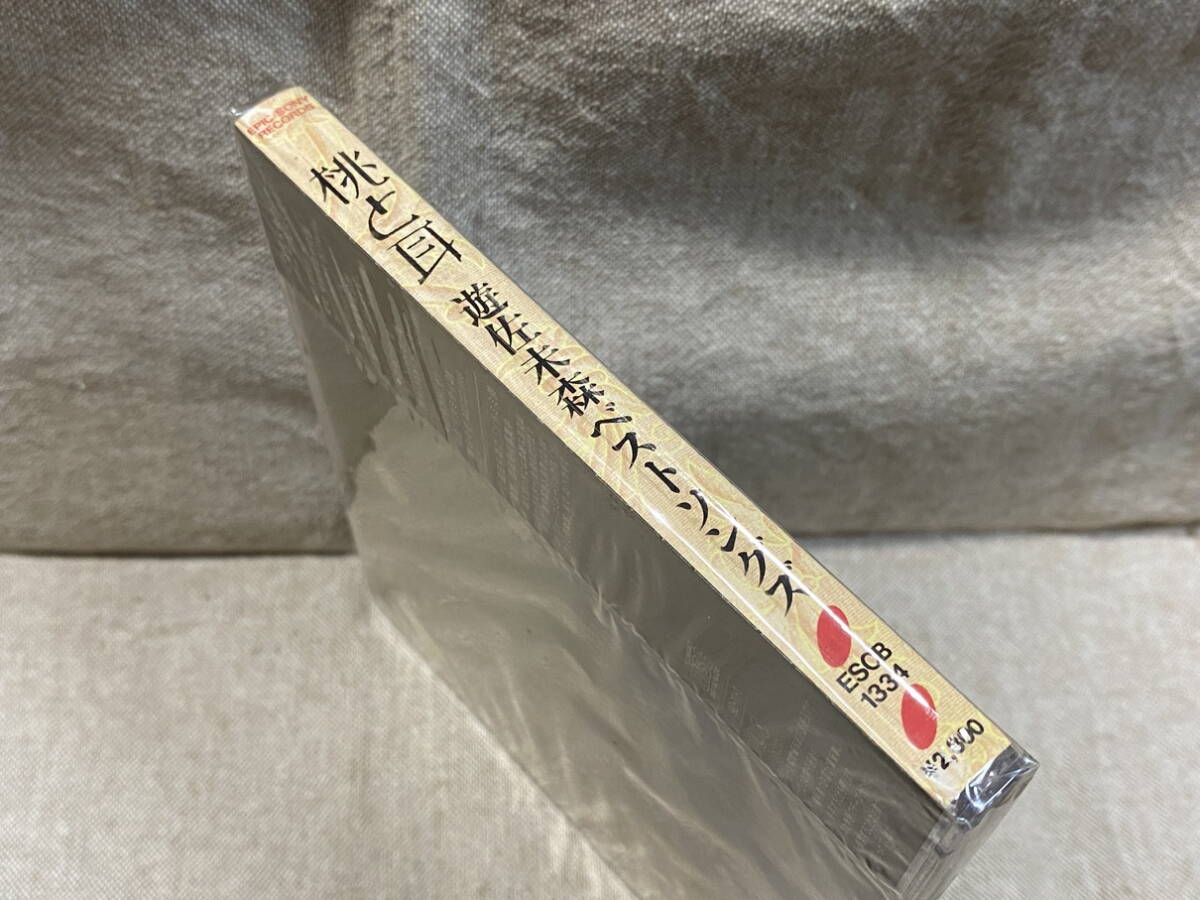 EPIC/SONY
RECORDS
桃と耳
遊佐未森ベストソングズ
ESCB
1334
¥2,300